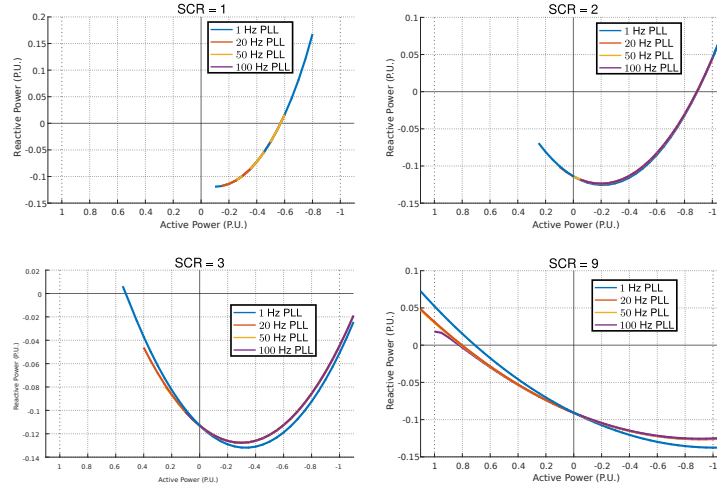 SCR = 1
0.2
0.15
0.1
0.05
0
-0.05
-0.1
-0.15
Reactive Power (P.U.)
1 Hz PLL
20 Hz PLL
50 Hz PLL
100 Hz PLL
1 0.8 0.6 0.4 0.2 0 -0.2 -0.4 -0.6 -0.8 -1
Active Power (P.U.)
SCR = 2
0.1
0.05
0
-0.05
-0.1
-0.15
Reactive Power (P.U.)
1 Hz PLL
20 Hz PLL
50 Hz PLL
100 Hz PLL
1 0.8 0.6 0.4 0.2 0 -0.2 -0.4 -0.6 -0.8 -1
Active Power (P.U.)
SCR = 3
0.02
0
-0.02
-0.04
-0.06
-0.08
-0.1
-0.12
-0.14
Reactive Power (P.U.)
1 Hz PLL
20 Hz PLL
50 Hz PLL
100 Hz PLL
1 0.8 0.6 0.4 0.2 0 -0.2 -0.4 -0.6 -0.8 -1
Active Power (P.U.)
SCR = 9
0.1
0.05
0
-0.05
-0.1
-0.15
Reactive Power (P.U.)
1 Hz PLL
20 Hz PLL
50 Hz PLL
100 Hz PLL
1 0.8 0.6 0.4 0.2 0 -0.2 -0.4 -0.6 -0.8 -1
Active Power (P.U.)